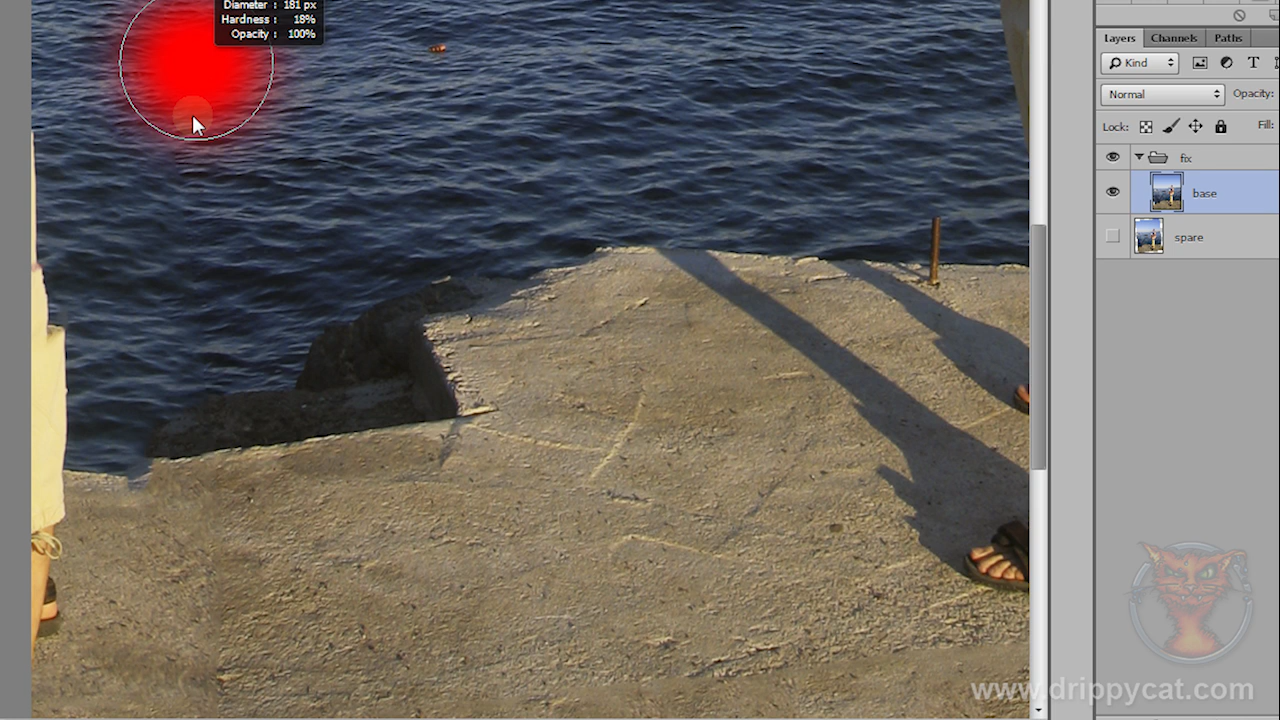 Diameter : 181 px
Hardness : 18%
Opacity : 100%
Layers Channels Paths
Kind
Normal Opacity:
Lock: Fill:
fix
base
spare
www.drippycat.com